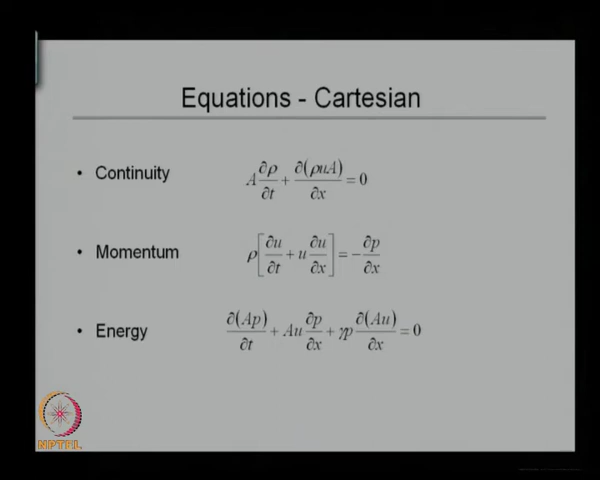 Equations - Cartesian
• Continuity A ∂ρ/∂t + ∂(ρuA)/∂x = 0
• Momentum ρ[∂u/∂t + u ∂u/∂x] = - ∂p/∂x
• Energy ∂(Ap)/∂t + Au ∂p/∂x + γp ∂(Au)/∂x = 0
NPTEL